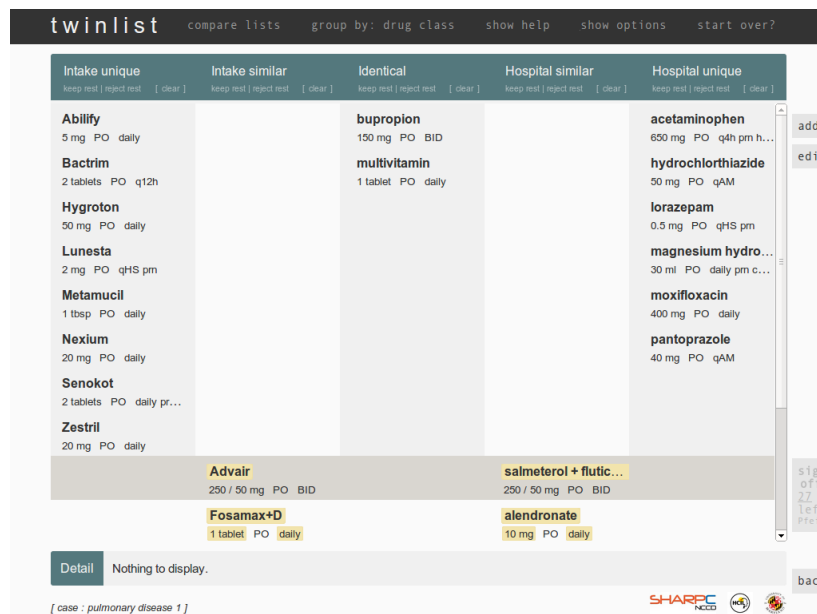 twinlist compare lists group by: drug class show help show options start over?
Intake unique Intake similar Identical Hospital similar Hospital unique
keep rest | reject rest [ clear ] keep rest | reject rest [ clear ] keep rest | reject rest [ clear ] keep rest | reject rest [ clear ] keep rest | reject rest [ clear ]
Abilify bupropion acetaminophen
5 mg PO daily 150 mg PO BID 650 mg PO q4h prn h...
add
Bactrim multivitamin hydrochlorthiazide
edi
2 tablets PO q12h 1 tablet PO daily 50 mg PO qAM
Hygroton lorazepam
50 mg PO daily 0.5 mg PO qHS prn
Lunesta magnesium hydro...
2 mg PO qHS prn 30 ml PO daily prn c...
Metamucil moxifloxacin
1 tbsp PO daily 400 mg PO daily
Nexium pantoprazole
20 mg PO daily 40 mg PO qAM
Senokot
2 tablets PO daily pr...
Zestril
20 mg PO daily
Advair salmeterol + flutic...
250 / 50 mg PO BID 250 / 50 mg PO BID
sig
of
27
lef
Fosamax+D alendronate
1 tablet PO daily 10 mg PO daily
Detail Nothing to display.
bac
[ case : pulmonary disease 1 ]
SHARPC
NCCD